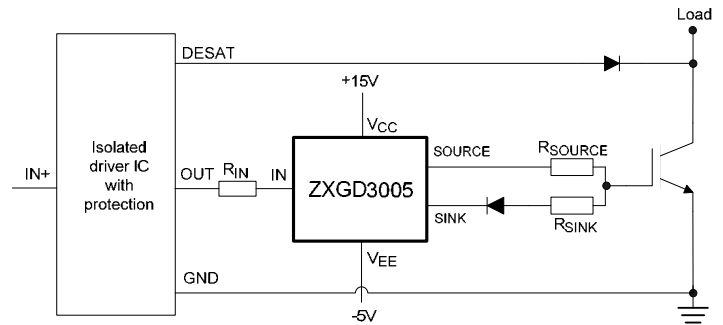 Load
DESAT
+15V
VCC
Isolated
driver IC
with
protection
IN+
OUT
RIN
IN
ZXGD3005
SOURCE
RSOURCE
SINK
RSINK
VEE
GND
-5V